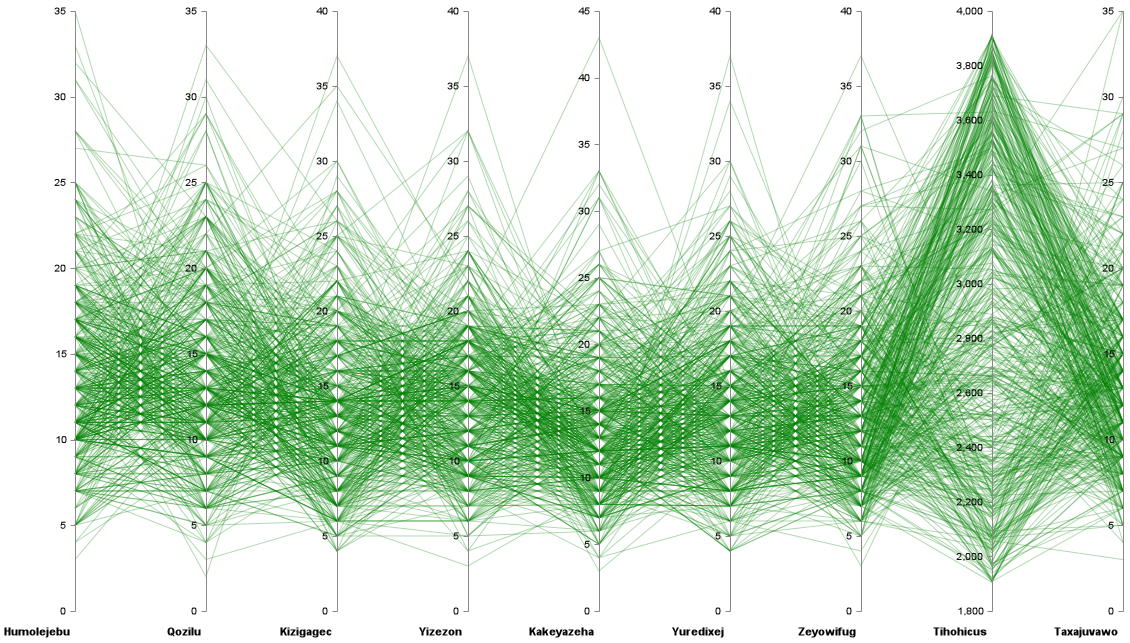 35 40 40 45 40 40 4,000 35
35 35 40 35 35 3,800
30 30 30 30 35 30 30 3,600 30
25 25 25 25 30 25 25 3,400 25
20 20 20 20 25 20 20 3,200 20
3,000
15 15 15 15 20 15 15 2,800 15
2,600
10 10 10 10 15 10 10 2,400 10
10 2,200
5 5 5 5 5 5 5 2,000 5
0 0 0 0 0 0 0 1,800 0
Humolejebu Qozilu Kizigagec Yizezon Kakeyazeha Yuredixej Zeyowifug Tihohicus Taxajuvawo